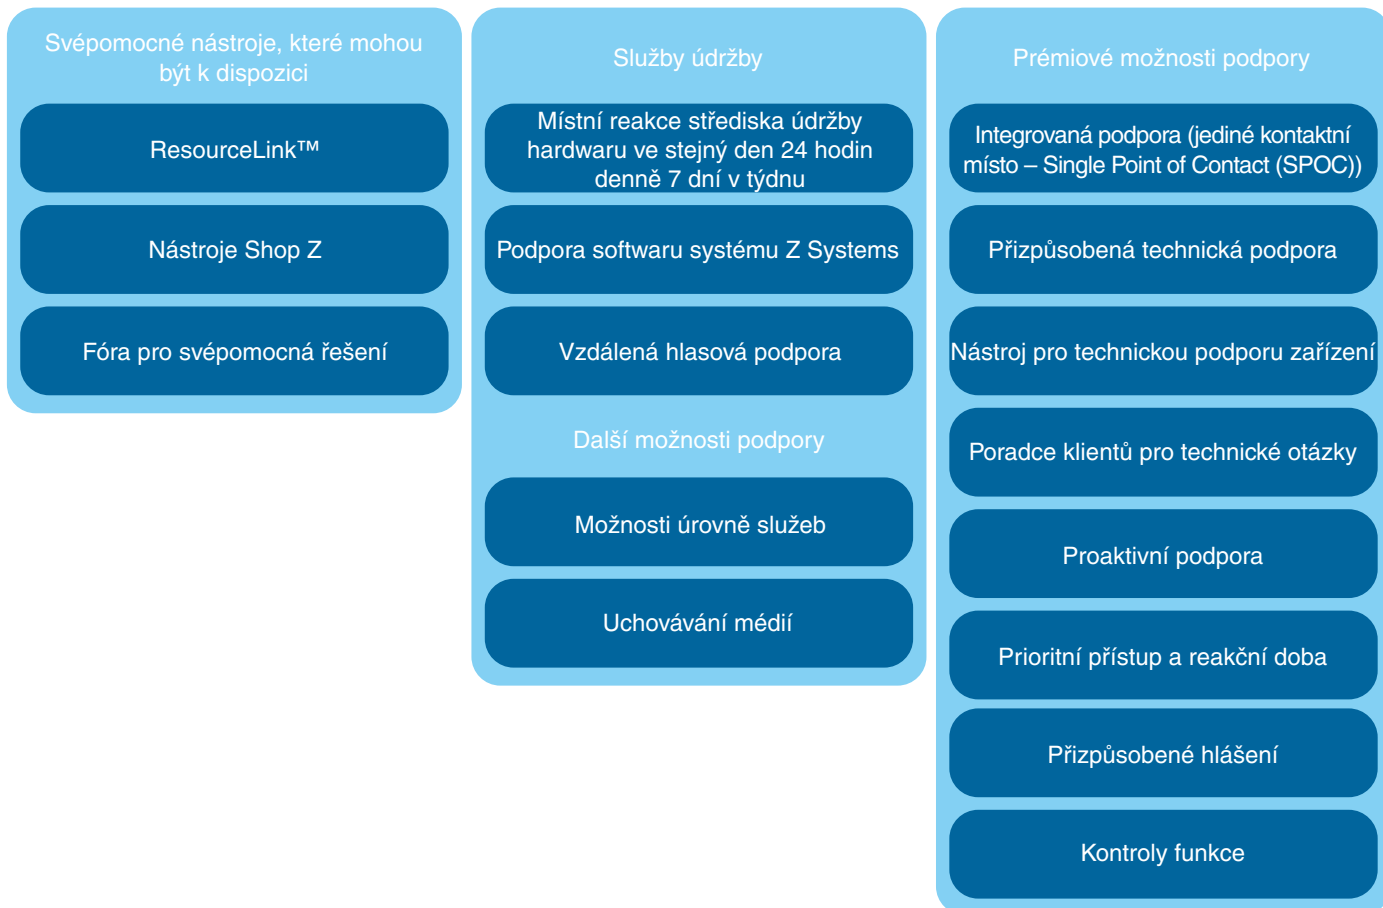 Svépomocné nástroje, které mohou
být k dispozici
ResourceLink™
Nástroje Shop Z
Fóra pro svépomocná řešení
Služby údržby
Místní reakce střediska údržby
hardwaru ve stejný den 24 hodin
denně 7 dní v týdnu
Podpora softwaru systému Z Systems
Vzdálená hlasová podpora
Další možnosti podpory
Možnosti úrovně služeb
Uchovávání médií
Prémiové možnosti podpory
Integrovaná podpora (jediné kontaktní
místo – Single Point of Contact (SPOC))
Přizpůsobená technická podpora
Nástroj pro technickou podporu zařízení
Poradce klientů pro technické otázky
Proaktivní podpora
Prioritní přístup a reakční doba
Přizpůsobené hlášení
Kontroly funkce